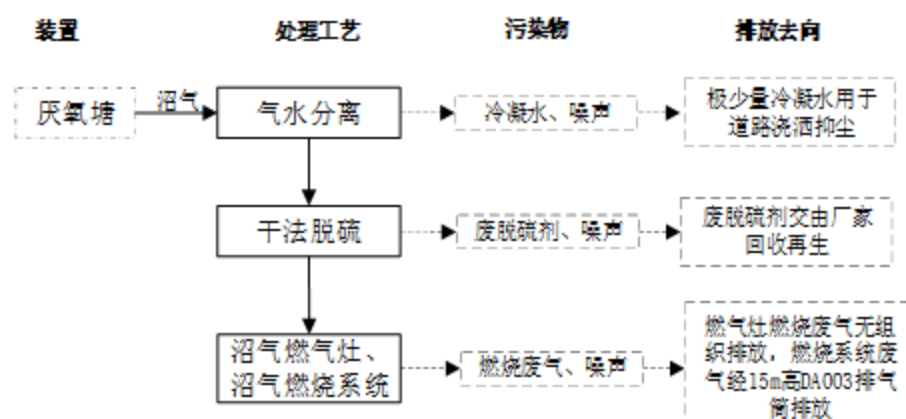 装置
处理工艺
污染物
排放去向
厌氧塘
沼气
气水分离
冷凝水、噪声
极少量冷凝水用于
道路浇洒抑尘
干法脱硫
废脱硫剂、噪声
废脱硫剂交由厂家
回收再生
沼气燃气灶、
沼气燃烧系统
燃烧废气、噪声
燃气灶燃烧废气无组
织排放，燃烧系统废
气经15m高DA003排气
筒排放